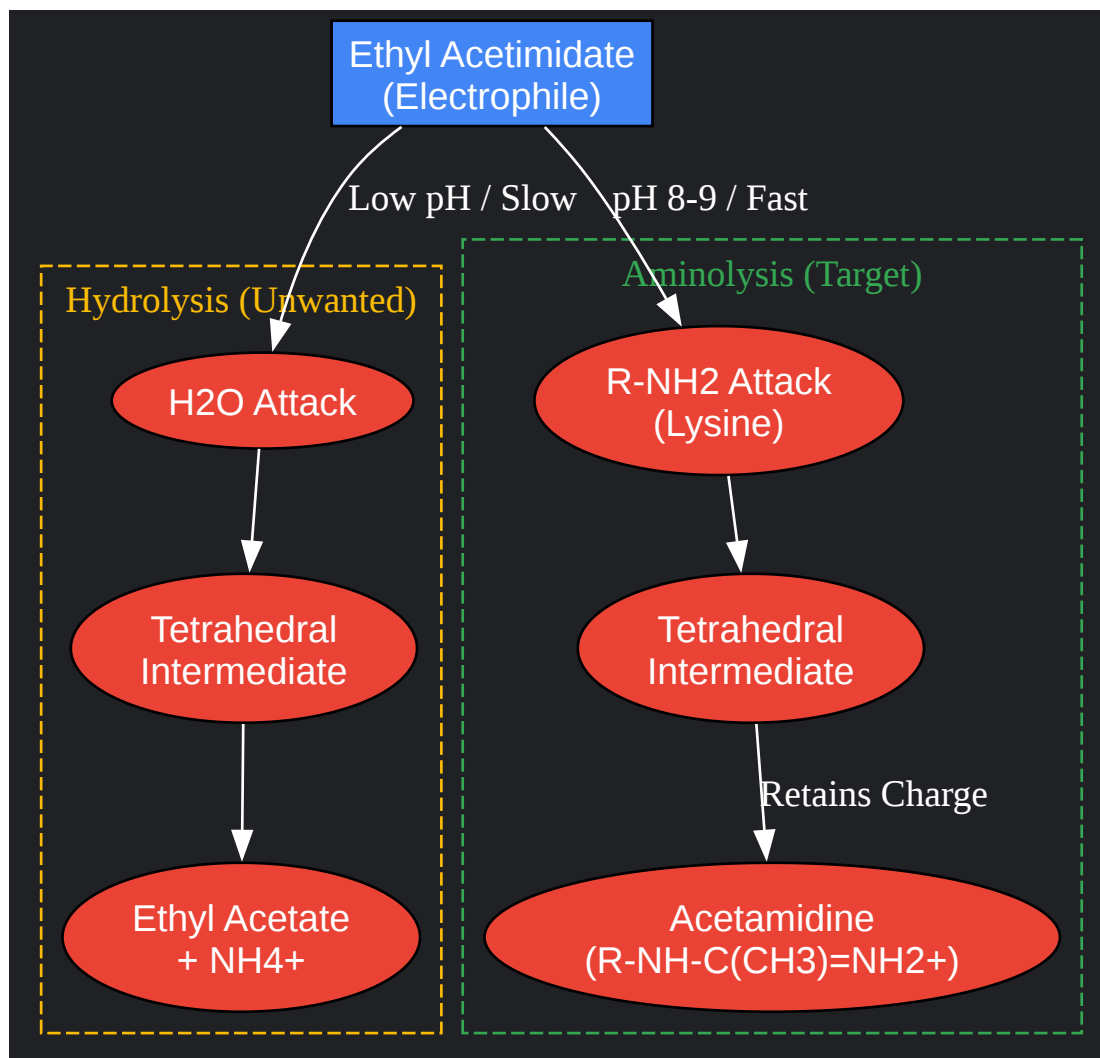 Ethyl Acetimidate
(Electrophile)
Low pH / Slow
pH 8-9 / Fast
Hydrolysis (Unwanted)
Aminolysis (Target)
H2O Attack
R-NH2 Attack
(Lysine)
Tetrahedral
Intermediate
Tetrahedral
Intermediate
Retains Charge
Ethyl Acetate
+ NH4+
Acetamidine
(R-NH-C(CH3)=NH2+)